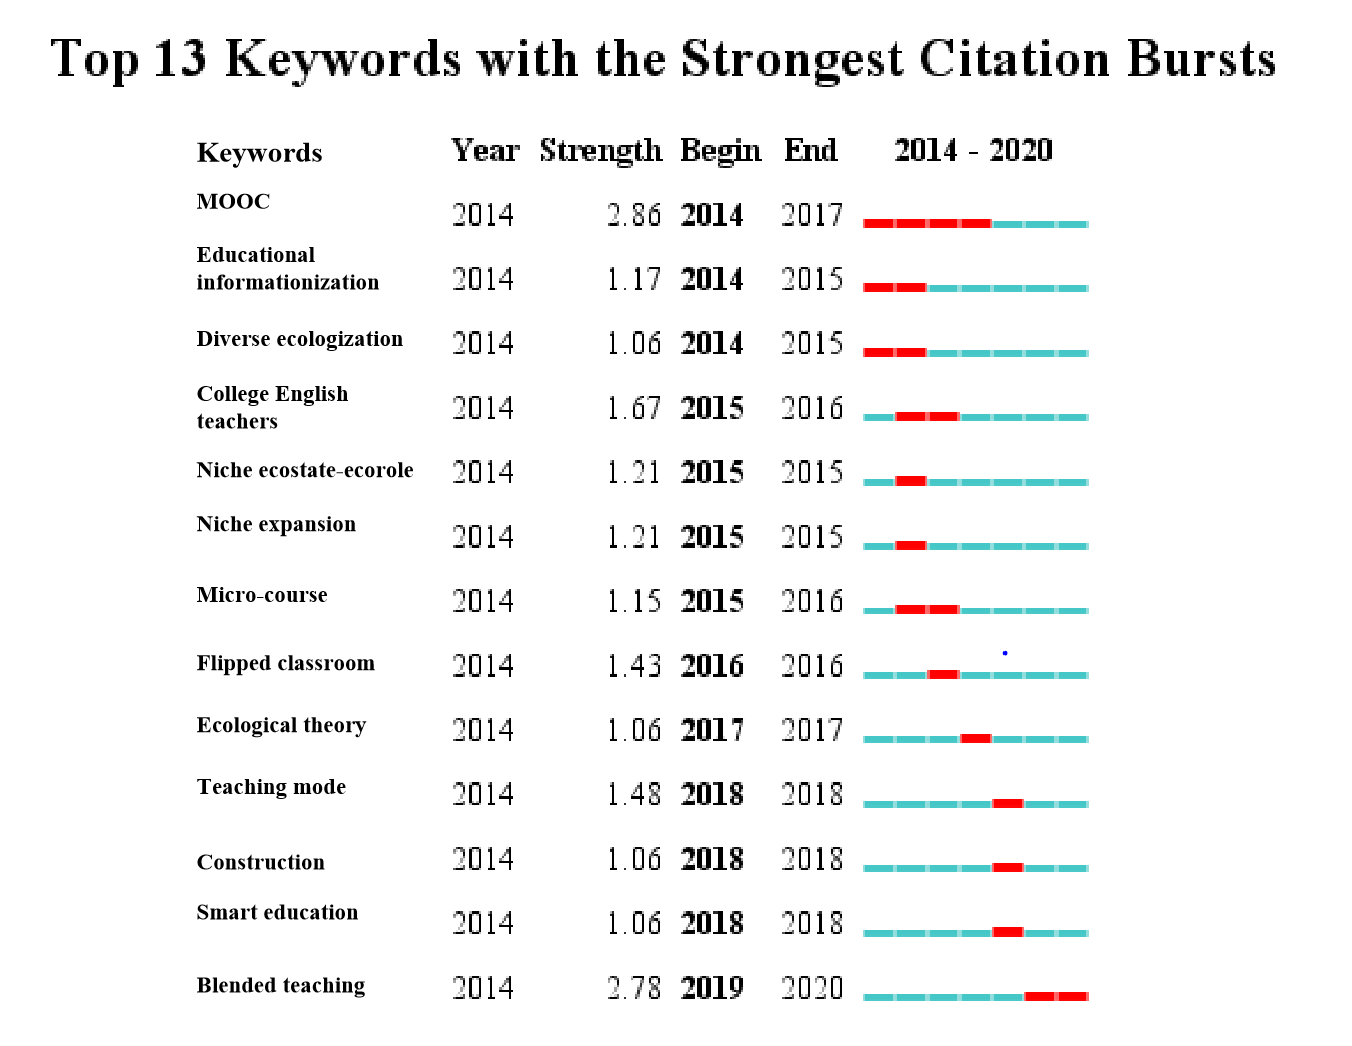 Top 13 Keywords with the Strongest Citation Bursts
Keywords Year Strength Begin End 2014 - 2020
MOOC 2014 2.86 2014 2017
Educational
informationization 2014 1.17 2014 2015
Diverse ecologization 2014 1.06 2014 2015
College English
teachers 2014 1.67 2015 2016
Niche ecostate-ecorole 2014 1.21 2015 2015
Niche expansion 2014 1.21 2015 2015
Micro-course 2014 1.15 2015 2016
Flipped classroom 2014 1.43 2016 2016
Ecological theory 2014 1.06 2017 2017
Teaching mode 2014 1.48 2018 2018
Construction 2014 1.06 2018 2018
Smart education 2014 1.06 2018 2018
Blended teaching 2014 2.78 2019 2020